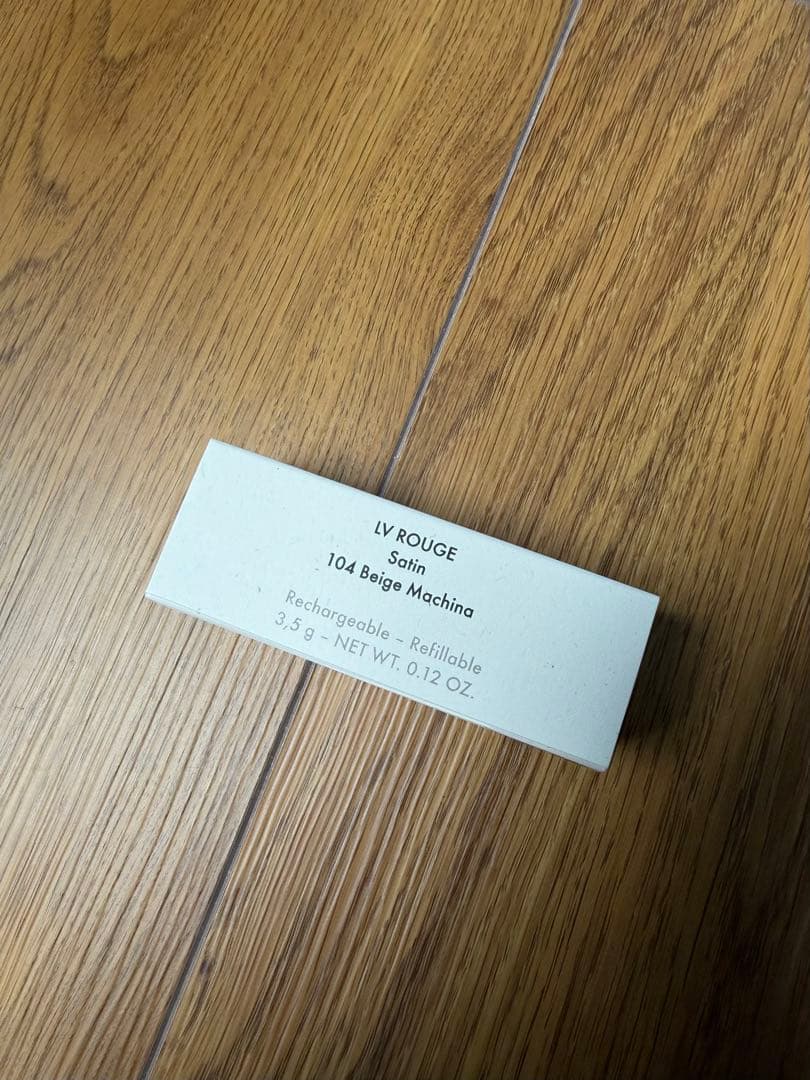 LV ROUGE
Satin
104 Beige Machina
Rechargeable – Refillable
3,5 g – NET WT. 0.12 OZ.